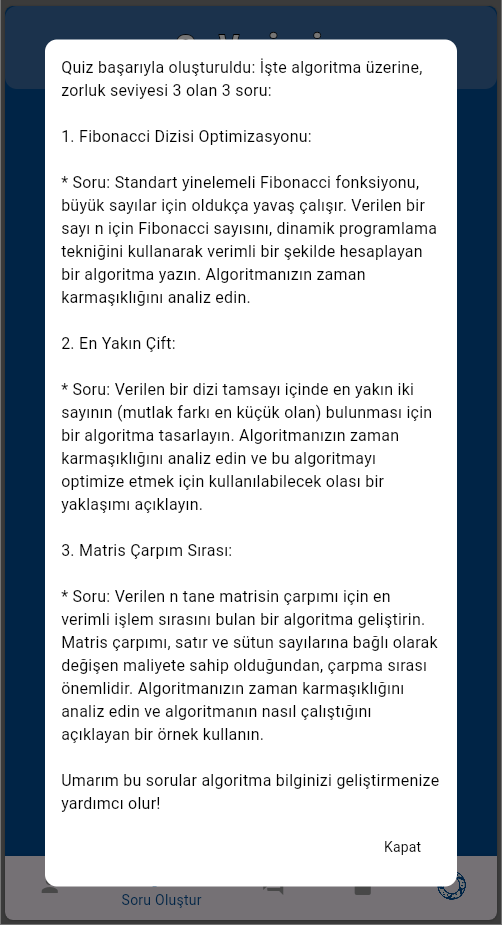 Quiz başarıyla oluşturuldu: İşte algoritma üzerine,
zorluk seviyesi 3 olan 3 soru:
1. Fibonacci Dizisi Optimizasyonu:
* Soru: Standart yinelemeli Fibonacci fonksiyonu,
büyük sayılar için oldukça yavaş çalışır. Verilen bir
sayı n için Fibonacci sayısını, dinamik programlama
tekniğini kullanarak verimli bir şekilde hesaplayan
bir algoritma yazın. Algoritmanızın zaman
karmaşıklığını analiz edin.
2. En Yakın Çift:
* Soru: Verilen bir dizi tamsayı içinde en yakın iki
sayının (mutlak farkı en küçük olan) bulunması için
bir algoritma tasarlayın. Algoritmanızın zaman
karmaşıklığını analiz edin ve bu algoritmayı
optimize etmek için kullanılabilecek olası bir
yaklaşımı açıklayın.
3. Matris Çarpım Sırası:
* Soru: Verilen n tane matrisin çarpımı için en
verimli işlem sırasını bulan bir algoritma geliştirin.
Matris çarpımı, satır ve sütun sayılarına bağlı olarak
değişen maliyete sahip olduğundan, çarpma sırası
önemlidir. Algoritmanızın zaman karmaşıklığını
analiz edin ve algoritmanın nasıl çalıştığını
açıklayan bir örnek kullanın.
Umarım bu sorular algoritma bilginizi geliştirmenize
yardımcı olur!
Kapat
Soru Oluştur